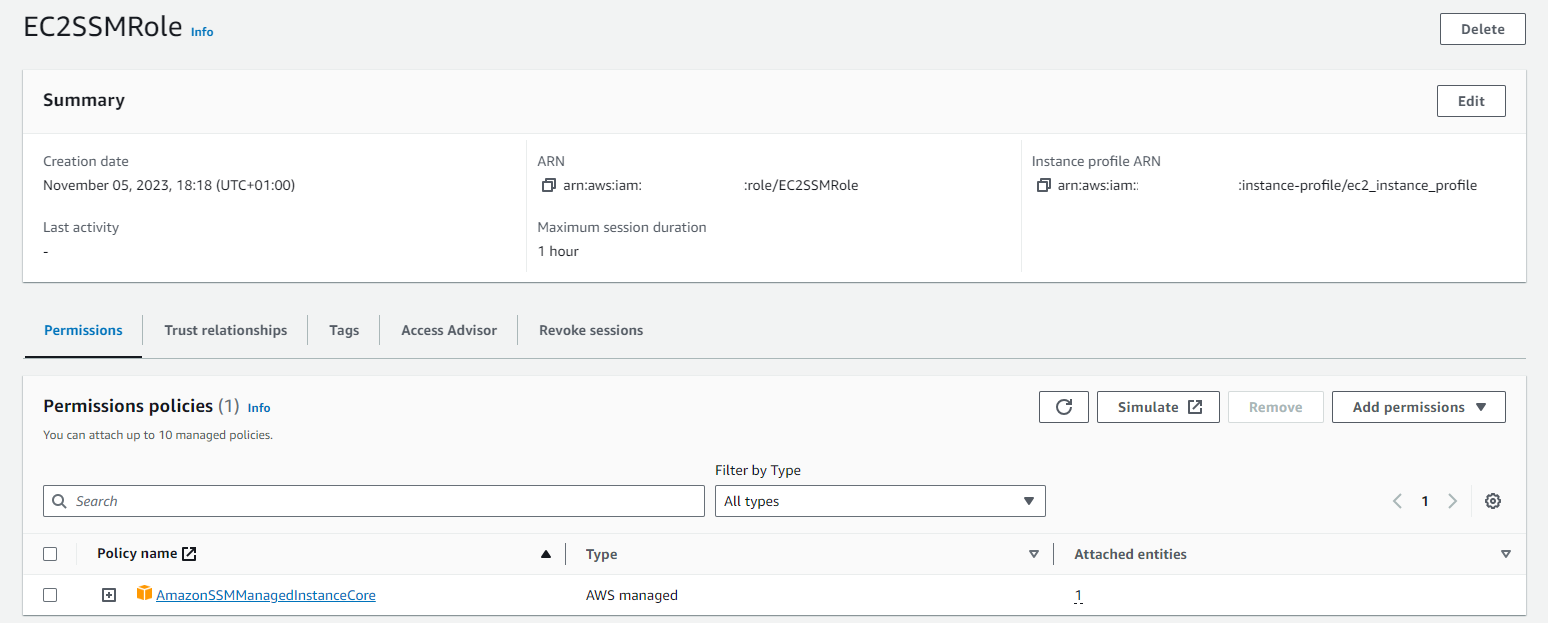 EC2SSMRole Info
Delete
Summary
Edit
Creation date
November 05, 2023, 18:18 (UTC+01:00)
ARN
arn:aws:iam: :role/EC2SSMRole
Instance profile ARN
arn:aws:iam:: :instance-profile/ec2_instance_profile
Last activity
-
Maximum session duration
1 hour
Permissions
Trust relationships
Tags
Access Advisor
Revoke sessions
Permissions policies (1) Info
You can attach up to 10 managed policies.
Simulate
Remove
Add permissions
Search
Filter by Type
All types
1
Policy name
Type
Attached entities
AmazonSSMManagedInstanceCore
AWS managed
1